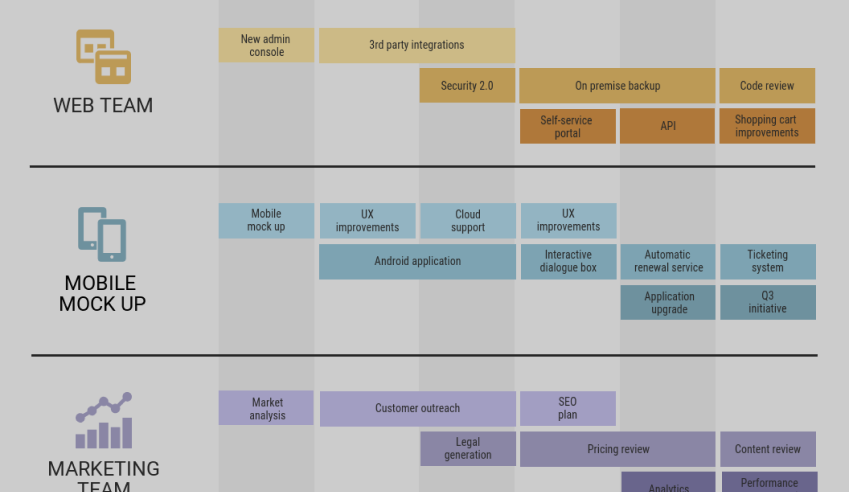 New admin
console
3rd party integrations
Security 2.0
On premise backup
Code review
WEB TEAM
Self-service
portal
API
Shopping cart
improvements
Mobile
mock up
UX
improvements
Cloud
support
UX
improvements
Android application
Interactive
dialogue box
Automatic
renewal service
Ticketing
system
MOBILE
MOCK UP
Application
upgrade
Q3
initiative
Market
analysis
Customer outreach
SEO
plan
Legal
generation
Pricing review
Content review
MARKETING
TEAM
Analytics
Performance